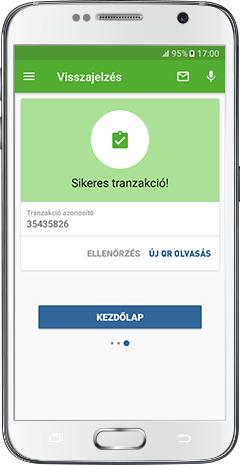 95% 17:00
Visszajelzés
Sikeres tranzakció!
Tranzakció azonosító
35435826
ELLENŐRZÉS ÚJ QR OLVASÁS
KEZDŐLAP